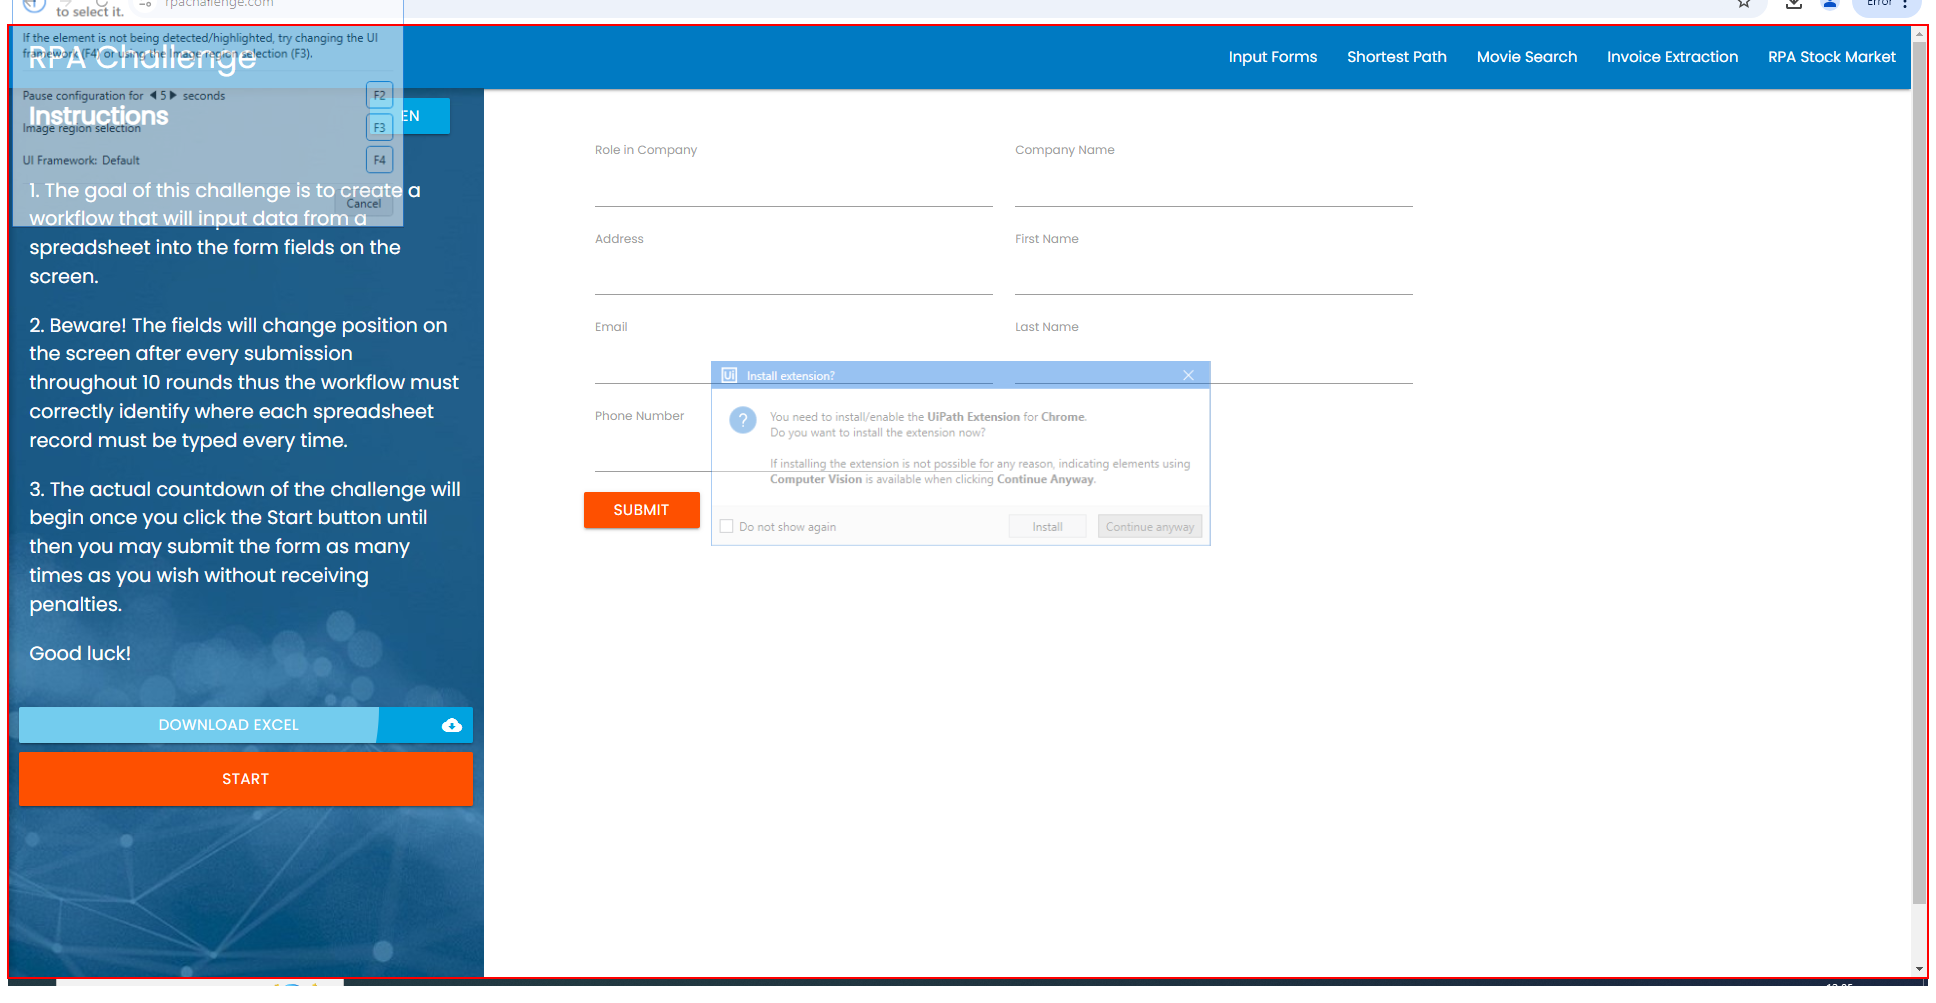 to select it.
rpachallenge.com
Error
If the element is not being detected/highlighted, try changing the UI
framework (F4) or using the Image region selection (F3).
RPA Challenge
Input Forms
Shortest Path
Movie Search
Invoice Extraction
RPA Stock Market
Pause configuration for 5 seconds
F2
Instructions
EN
Image region selection
F3
UI Framework: Default
F4
Cancel
1. The goal of this challenge is to create a
workflow that will input data from a
spreadsheet into the form fields on the
screen.
2. Beware! The fields will change position on
the screen after every submission
throughout 10 rounds thus the workflow must
correctly identify where each spreadsheet
record must be typed every time.
3. The actual countdown of the challenge will
begin once you click the Start button until
then you may submit the form as many
times as you wish without receiving
penalties.
Good luck!
DOWNLOAD EXCEL
START
Role in Company
Company Name
Address
First Name
Email
Last Name
Phone Number
SUBMIT
Ui Install extension?
You need to install/enable the UiPath Extension for Chrome.
Do you want to install the extension now?
If installing the extension is not possible for any reason, indicating elements using
Computer Vision is available when clicking Continue Anyway.
Do not show again
Install
Continue anyway